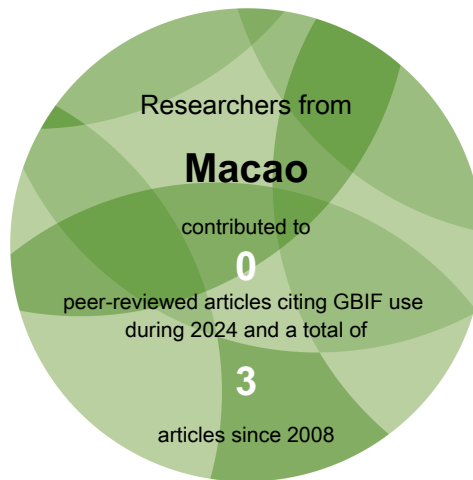 Researchers from
Macao
contributed to
0
peer-reviewed articles citing GBIF use
during 2024 and a total of
3
articles since 2008